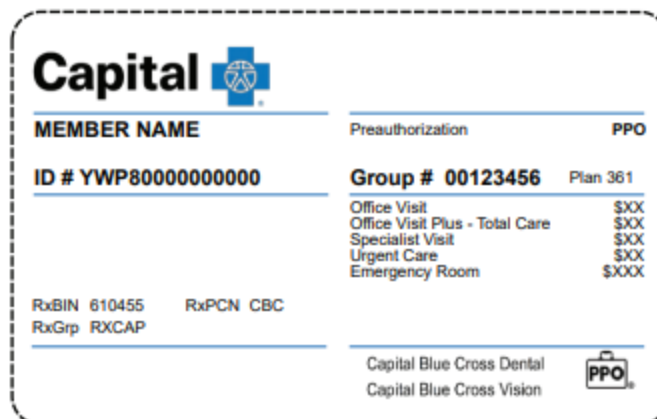 Capital
MEMBER NAME
ID # YWP80000000000
RxBIN 610455 RxPCN CBC
RxGrp RXCAP
Preauthorization PPO
Group # 00123456 Plan 361
Office Visit $XX
Office Visit Plus - Total Care $XX
Specialist Visit $XX
Urgent Care $XX
Emergency Room $XXX
Capital Blue Cross Dental
Capital Blue Cross Vision
PPO